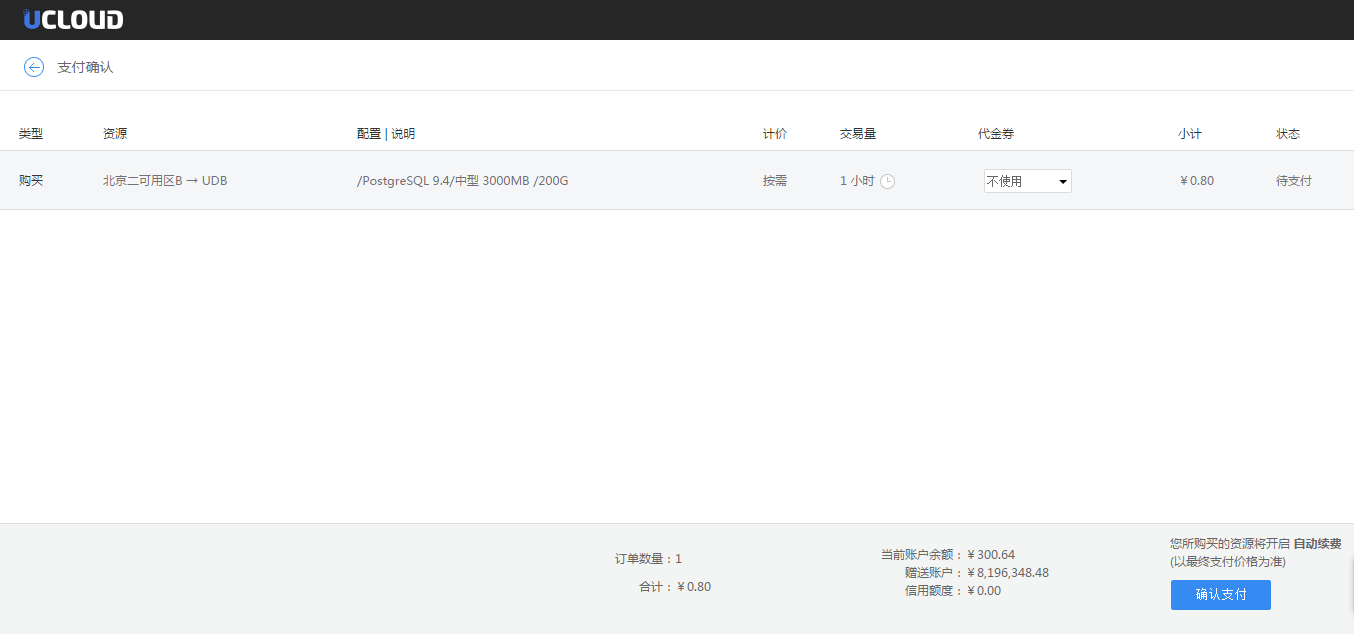 UCLOUD
支付确认
类型 资源 配置 | 说明 计价 交易量 代金券 小计 状态
购买 北京二可用区B → UDB /PostgreSQL 9.4/中型 3000MB /200G 按需 1 小时 不使用 ¥ 0.80 待支付
订单数量：1
合计：¥ 0.80
当前账户余额：¥ 300.64
赠送账户：¥ 8,196,348.48
信用额度：¥ 0.00
您所购买的资源将开启 自动续费
(以最终支付价格为准)
确认支付